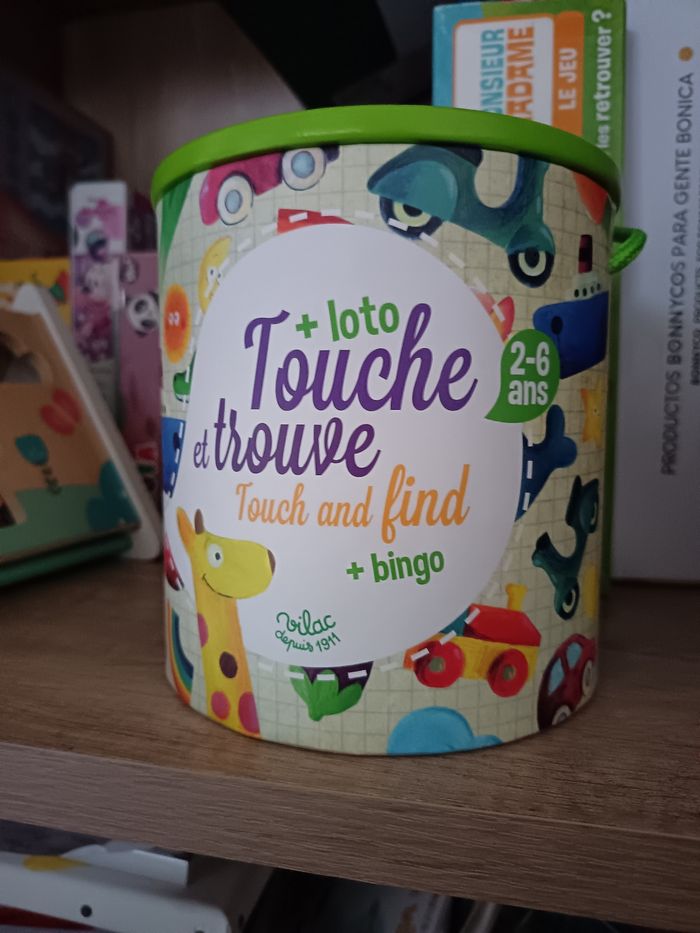 + loto
Touche
et trouve
Touch and find
+ bingo
2-6
ans
vilac
depuis 1911
MADAME
LE JEU
les retrouver ?
PRODUCTOS BONNYCOS PARA GENTE BONICA